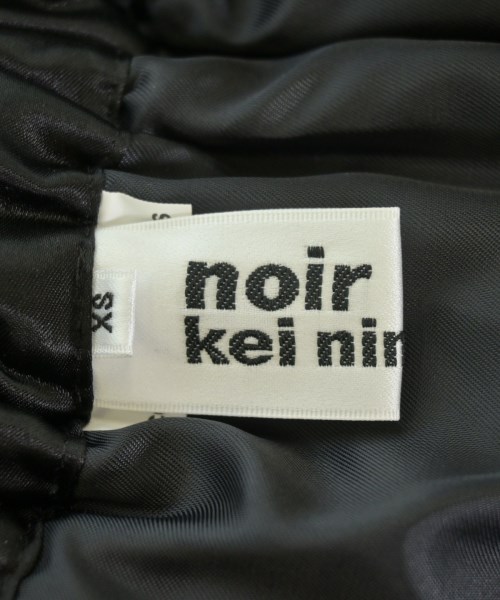 noir
kei nin
XS